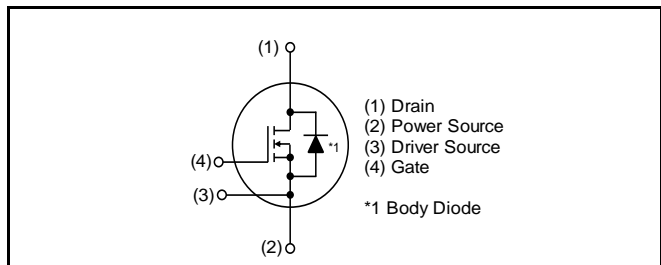 (1)
(1) Drain
(2) Power Source
(3) Driver Source
(4) Gate
*1
(4)
(3)
*1 Body Diode
(2)